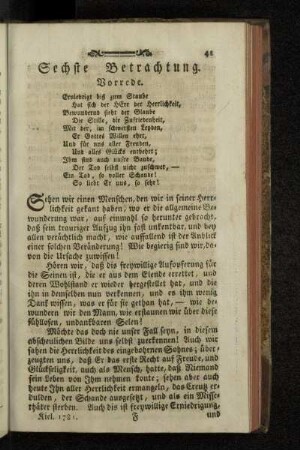 41
Sechste Betrachtung.
Vorrede.
Erniedrigt biß zum Staube
Hat sich der HErr der Herrlichkeit,
Bewundernd sieht der Glaube
Die Stille, die Zufriedenheit,
Mit der, im schwersten Leyden,
Er Gottes Willen ehrt,
Und für uns aller Freuden,
Und alles Glücks entbehrt;
Ihm sind auch unsre Bande,
Der Tod selbst nicht zu schwer, —
Ein Tod, so voller Schande!
So liebt Er uns, so sehr!
Sehen wir einen Menschen, den wir in seiner Herr-
lichkeit gekant haben; wo er die allgemeine Be-
wunderung war, auf einmahl so herunter gebracht,
daß sein trauriger Aufzug ihn fast unkentbar, und bey
allen verächtlich macht, wie auffallend ist der Anblick
einer solchen Veränderung! Wie begierig sind wir, da-
von die Ursache zuwissen!
Hören wir, daß die freywillige Aufopferung für
die Seinen ist, die er aus dem Elende errettet, und
deren Wohlstand er wieder hergestellet hat, und die
ihn in demselben nun verkennen, und es ihm wenig
Dank wissen, was er für sie gethan hat, — wie be-
wundern wir den Mann, wie erstaunen wir über diese
fühllosen, undankbaren Selen!
Möchte das doch nie unser Fall seyn, in diesem
abscheulichen Bilde uns selbst zuerkennen! Auch wir
sahen die Herrlichkeit des eingebornen Sohnes; über-
zeugten uns, daß Er das erste Recht auf Freude, und
Glückseligkeit, auch als Mensch, hatte, daß Niemand
sein Leben von Ihm nehmen konte; sehen aber auch
heute Ihn aller Herrlichkeit ermangeln, das Creutz er-
dulden, der Schande ausgesetzt, und als ein Misse-
thäter sterben. Auch dis ist freywillige Erniedrigung,
Kiel. 1781. F und